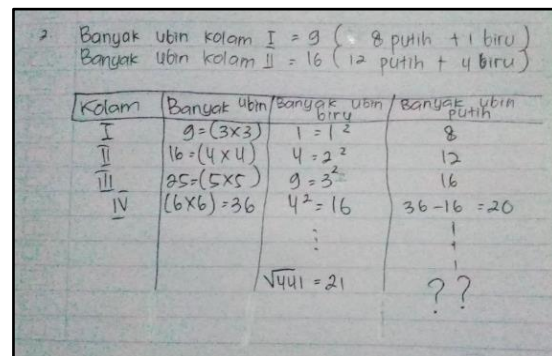 2. Banyak ubin kolam I = 9 ( 8 putih + 1 biru)
Banyak ubin kolam II = 16 (12 putih + 4 biru)
Kolam Banyak ubin Banyak ubin biru Banyak ubin putih
I 9=(3x3) 1 = 1² 8
II 16=(4x4) 4 = 2² 12
III 25=(5x5) 9 = 3² 16
IV (6x6)=36 4² = 16 36-16 = 20
√441 = 21 ??